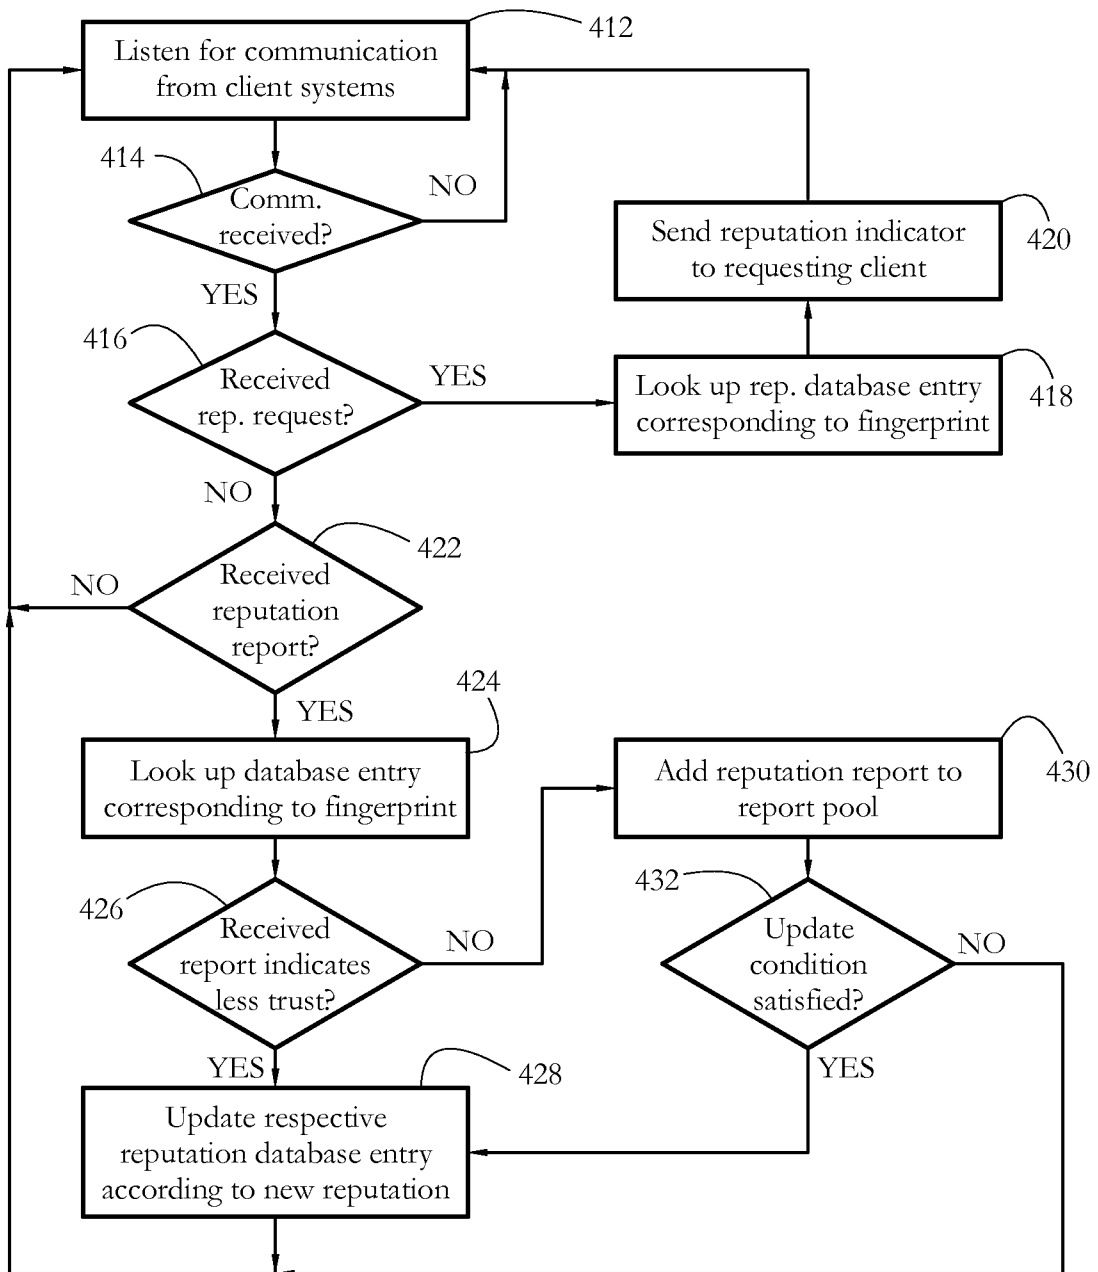 412
Listen for communication
from client systems
414
NO
Comm.
received?
420
Send reputation indicator
to requesting client
YES
416
Received
rep. request?
YES
418
Look up rep. database entry
corresponding to fingerprint
NO
422
NO
Received
reputation
report?
424
YES
Look up database entry
corresponding to fingerprint
430
Add reputation report to
report pool
426
Received
report indicates
less trust?
NO
432
Update
condition
satisfied?
NO
YES
428
YES
Update respective
reputation database entry
according to new reputation